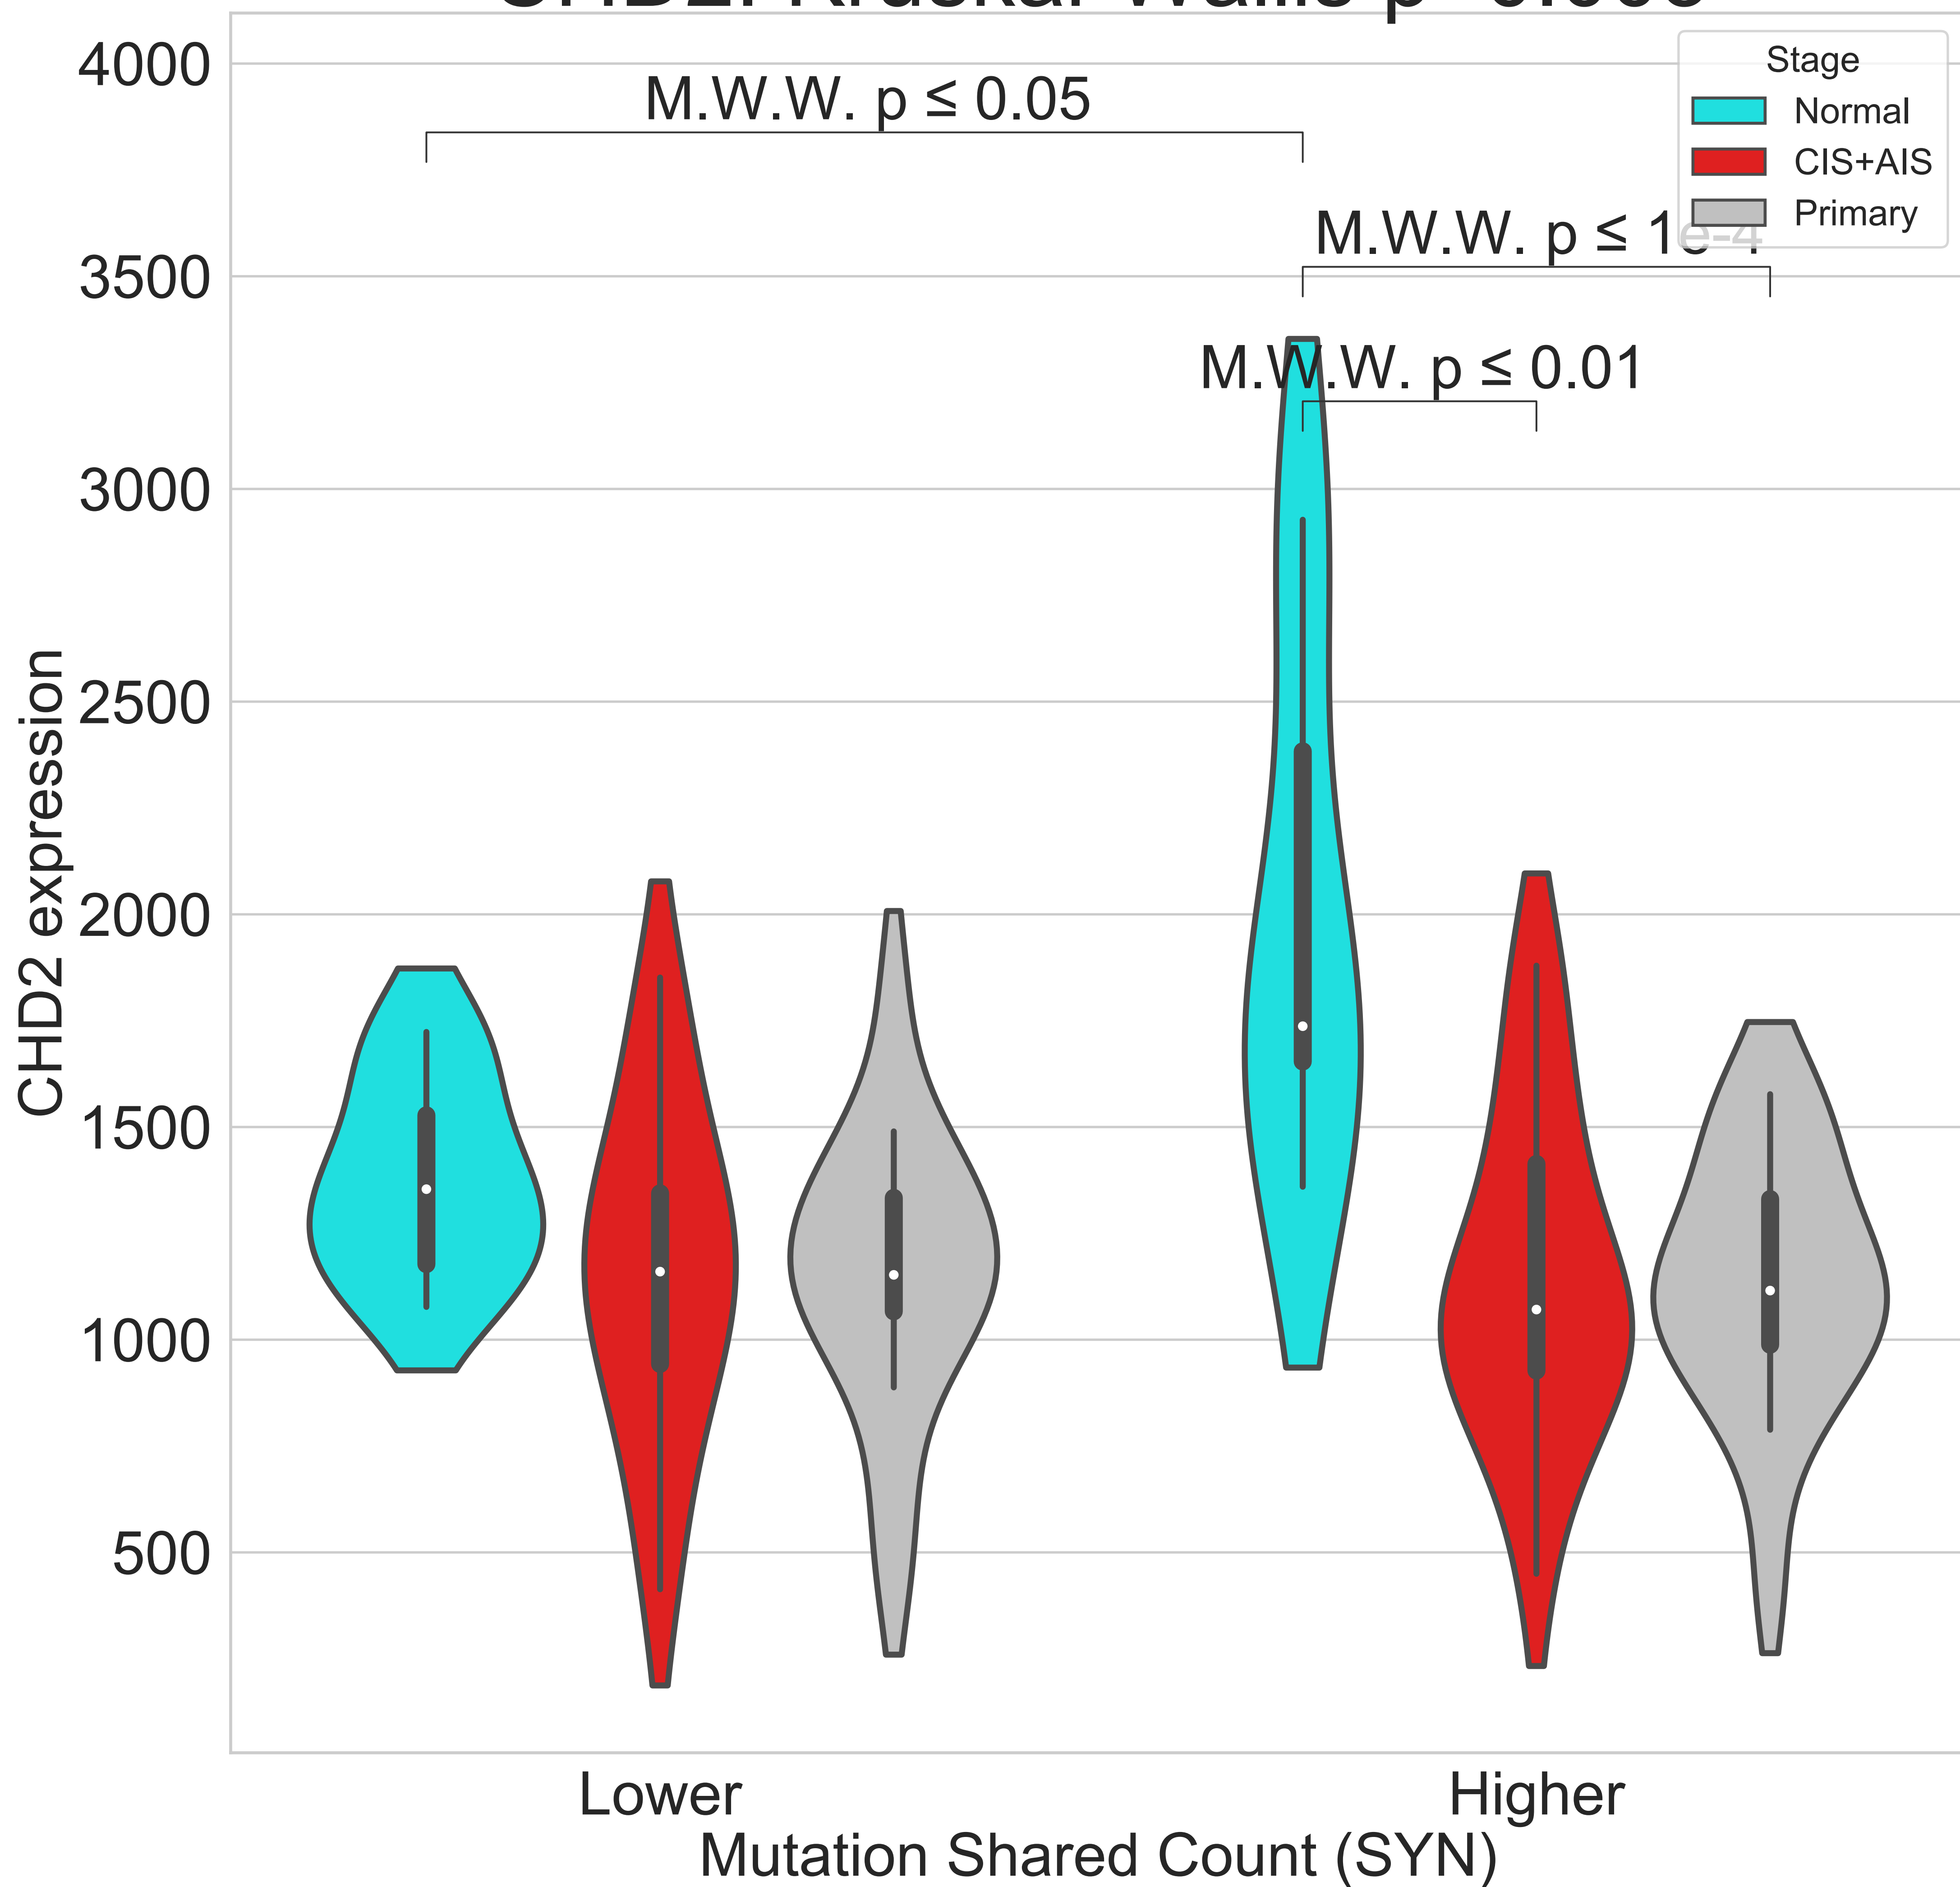 4000
3500
3000
2500
2000
1500
1000
500
CHD2 expression
M.W.W. p ≤ 0.05
M.W.W. p ≤ 1e-4
M.W.W. p ≤ 0.01
Stage
Normal
CIS+AIS
Primary
Lower
Higher
Mutation Shared Count (SYN)